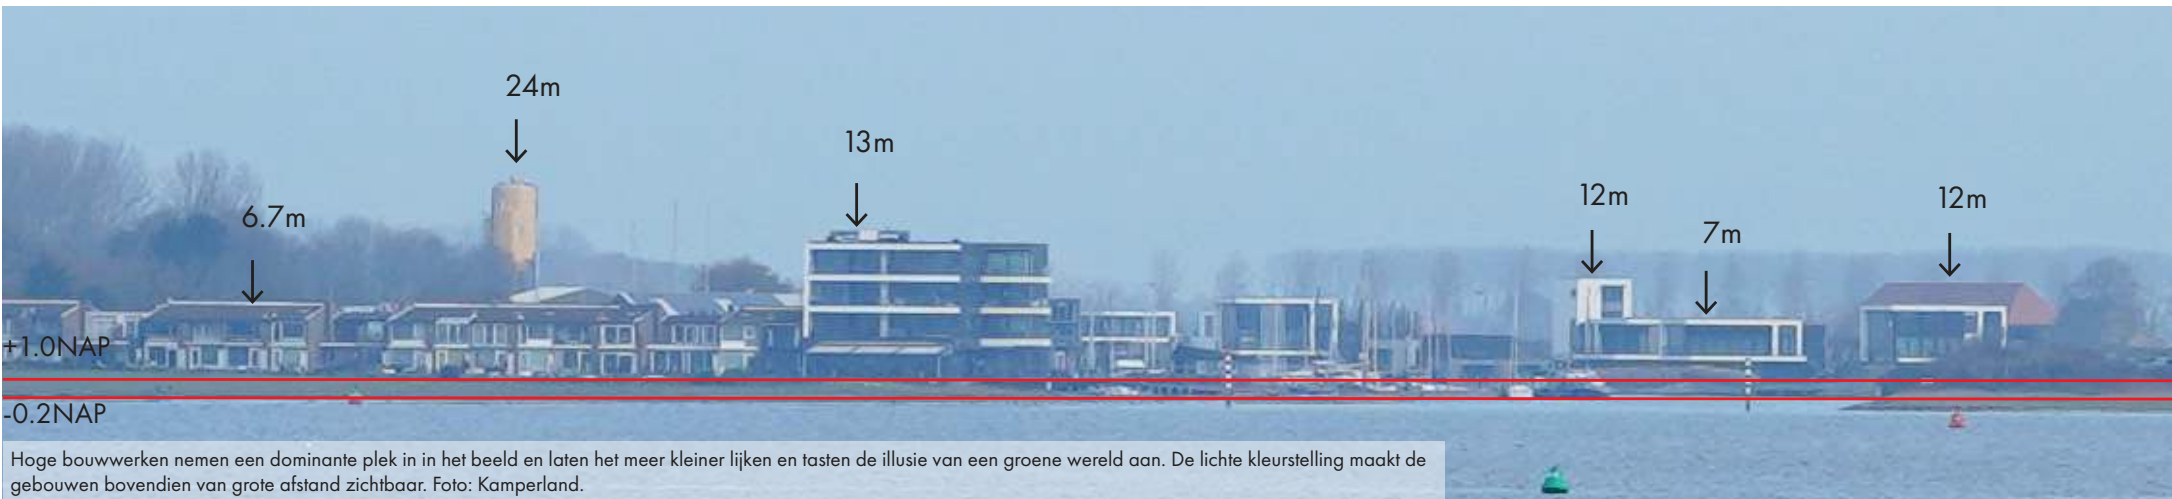 24m
13m
12m
12m
6.7m
7m
+1.0NAP
-0.2NAP
Hoge bouwwerken nemen een dominante plek in in het beeld en laten het meer kleiner lijken en tasten de illusie van een groene wereld aan. De lichte kleurstelling maakt de
gebouwen bovendien van grote afstand zichtbaar. Foto: Kamperland.